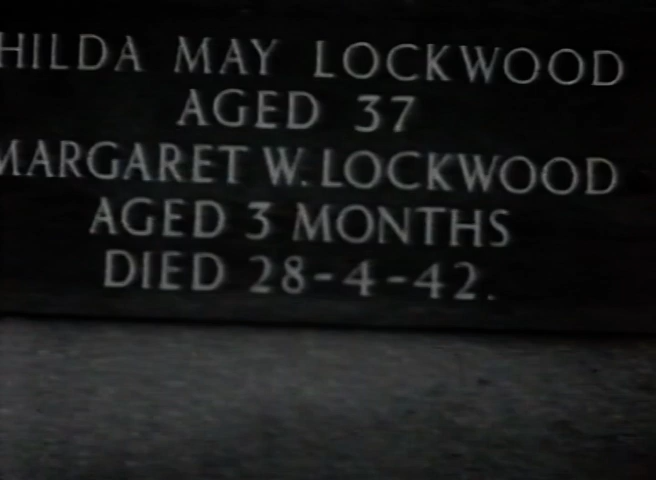 HILDA MAY LOCKWOOD
AGED 37
MARGARET W. LOCKWOOD
AGED 3 MONTHS
DIED 28-4-42.